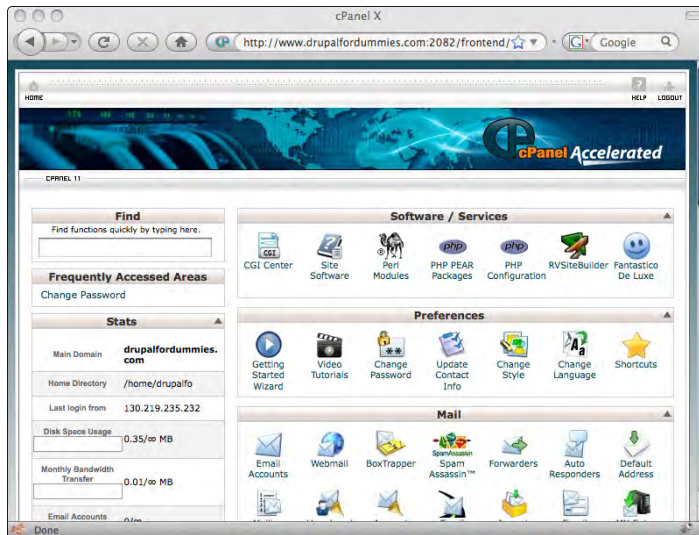 cPanel X
http://www.drupalfordummies.com:2082/frontend/
Google
HOME
HELP LOGOUT
cPanel Accelerated
CPANEL 11
Find
Find functions quickly by typing here.
Frequently Accessed Areas
Change Password
Stats
Main Domain
drupalfordummies.
com
Home Directory
/home/drupalfo
Last login from
130.219.235.232
Disk Space Usage
0.35/∞ MB
Monthly Bandwidth
Transfer
0.01/∞ MB
Email Accounts
Software / Services
CGI
php
php
CGI Center
Site
Software
Perl
Modules
PHP PEAR
Packages
PHP
Configuration
RVSiteBuilder
Fantastico
De Luxe
Preferences
Getting
Started
Wizard
Video
Tutorials
Change
Password
Update
Contact
Info
Change
Style
Change
Language
Shortcuts
Mail
SpamAssassin
Email
Accounts
Webmail
BoxTrapper
Spam
Assassin™
Forwarders
Auto
Responders
Default
Address
Done